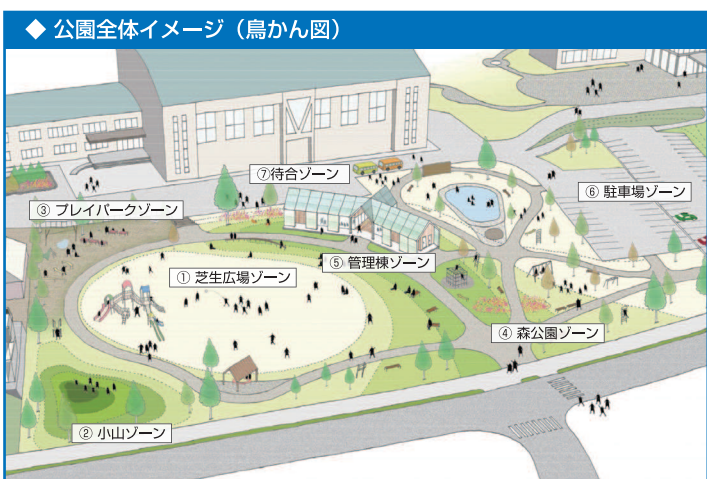 ◆ 公園全体イメージ（鳥かん図）
⑦待合ゾーン
⑥ 駐車場ゾーン
③ プレイパークゾーン
⑤ 管理棟ゾーン
① 芝生広場ゾーン
④ 森公園ゾーン
② 小山ゾーン